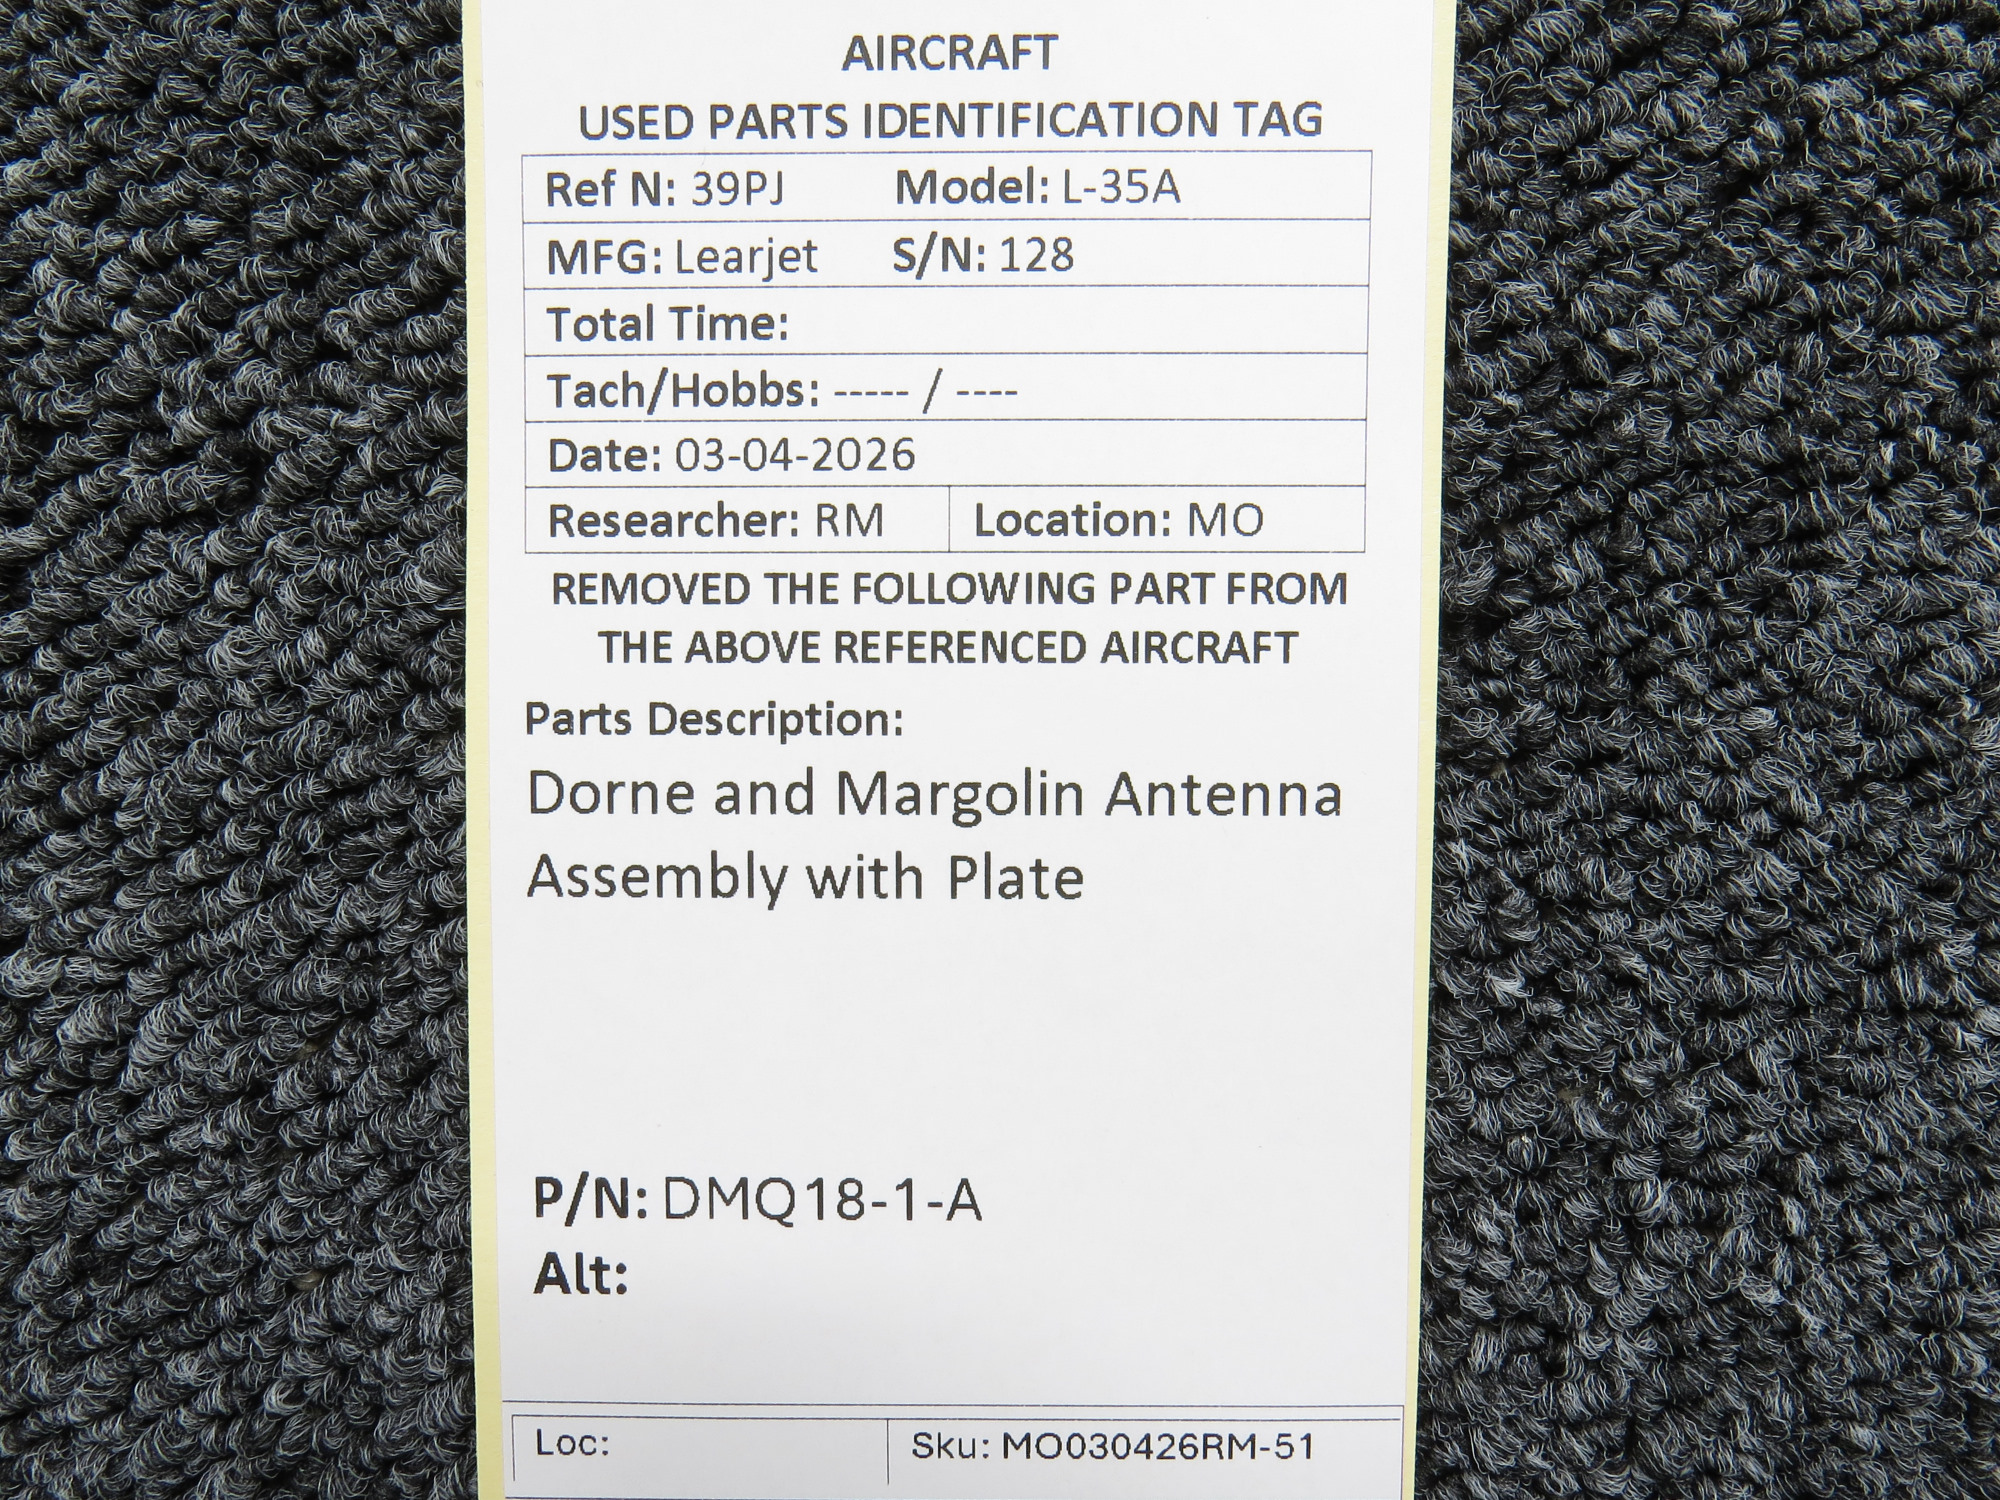 AIRCRAFT
USED PARTS IDENTIFICATION TAG
Ref N: 39PJ Model: L-35A
MFG: Learjet S/N: 128
Total Time:
Tach/Hobbs: ----- / ----
Date: 03-04-2026
Researcher: RM Location: MO
REMOVED THE FOLLOWING PART FROM
THE ABOVE REFERENCED AIRCRAFT
Parts Description:
Dorne and Margolin Antenna
Assembly with Plate
P/N: DMQ18-1-A
Alt:
Loc: Sku: MO030426RM-51